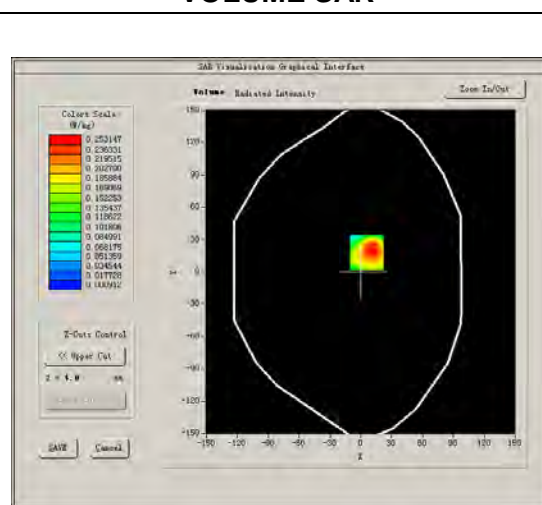 VOLUME SAR
SAR Visualisation Graphical Interface
Volume Radiated Intensity
Zoom In/Out
Colors Scale
(W/kg)
0.253147
0.236331
0.219515
0.202700
0.185884
0.169069
0.152253
0.135437
0.118622
0.101806
0.084991
0.068175
0.051359
0.034544
0.017728
0.000912
150
120
90
60
30
0
-30
-60
-90
-120
-150
Y
-150 -120 -90 -60 -30 0 30 60 90 120 150
X
Z-Cuts Control
<< Upper Cut
Z = 4.0 mm
SAVE Cancel